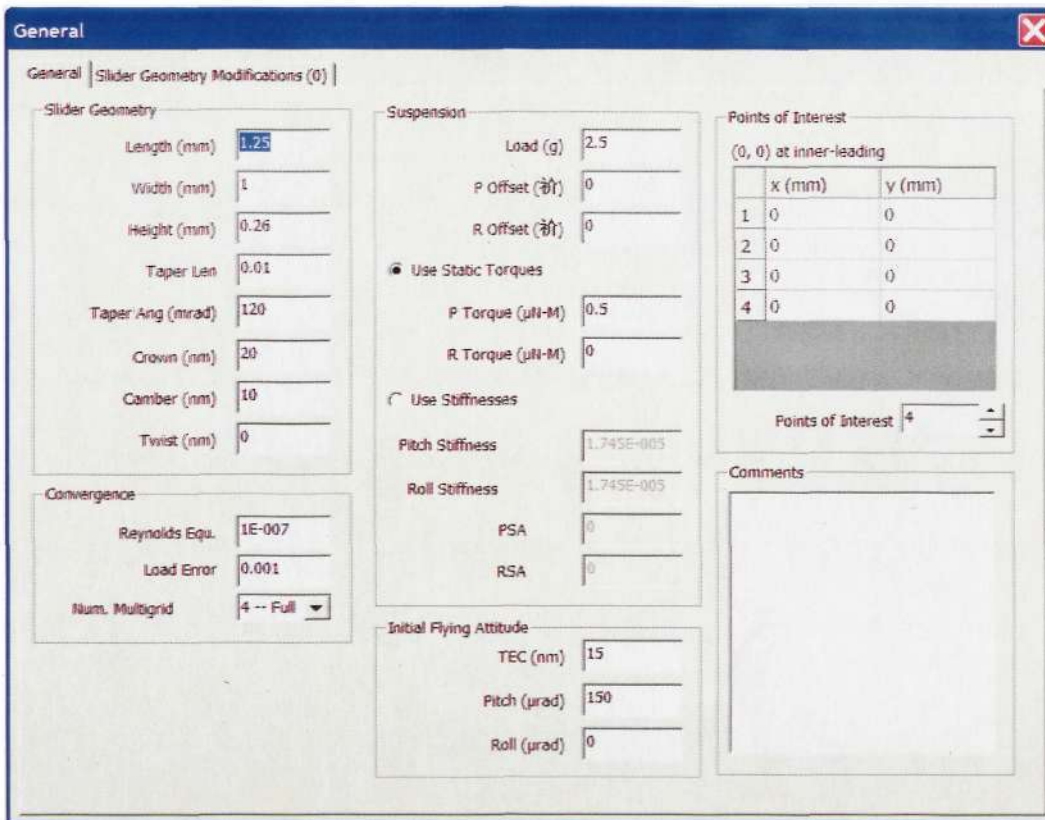 General
General
Slider Geometry Modifications (0)
Slider Geometry
Length (mm) 1.25
Width (mm) 1
Height (mm) 0.26
Taper Len 0.01
Taper Ang (mrad) 120
Crown (nm) 20
Camber (nm) 10
Twist (nm) 0
Convergence
Reynolds Equ. 1E-007
Load Error 0.001
Num. Multigrid 4 -- Full
Suspension
Load (g) 2.5
P Offset 0
R Offset 0
Use Static Torques
P Torque (µN-M) 0.5
R Torque (µN-M) 0
Use Stiffnesses
Pitch Stiffness 1.745E-005
Roll Stiffness 1.745E-005
PSA 0
RSA 0
Initial Flying Attitude
TEC (nm) 15
Pitch (µrad) 150
Roll (µrad) 0
Points of Interest
(0, 0) at inner-leading
x (mm) y (mm)
1 0 0
2 0 0
3 0 0
4 0 0
Points of Interest 4
Comments